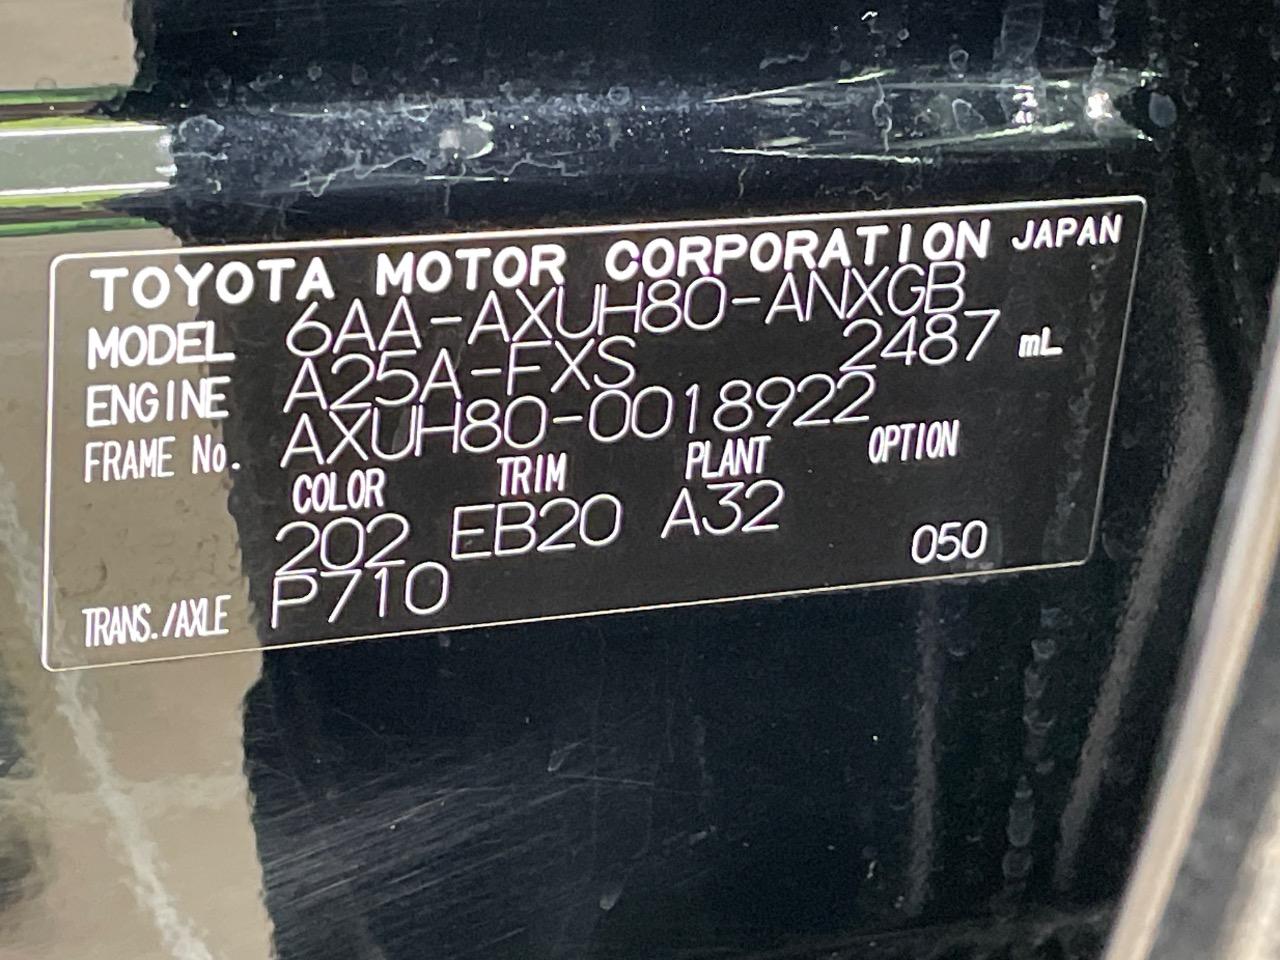 TOYOTA MOTOR CORPORATION JAPAN
MODEL 6AA-AXUH80-ANXGB
ENGINE A25A-FXS 2487 mL
FRAME No. AXUH80-0018922
COLOR TRIM PLANT OPTION
202 EB20 A32 050
TRANS./AXLE P710